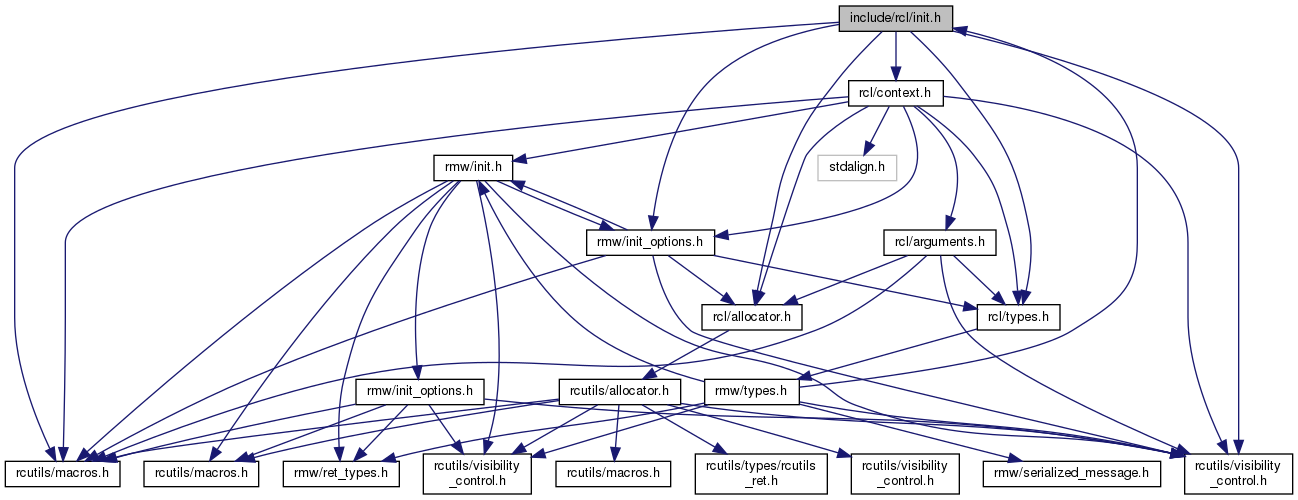 include/rcl/init.h
rcl/context.h
rmw/init.h
stdalign.h
rmw/init_options.h
rcl/arguments.h
rcl/allocator.h
rcl/types.h
rmw/init_options.h
rcutils/allocator.h
rmw/types.h
rcutils/macros.h
rcutils/macros.h
rmw/ret_types.h
rcutils/visibility
_control.h
rcutils/macros.h
rcutils/types/rcutils
_ret.h
rcutils/visibility
_control.h
rmw/serialized_message.h
rcutils/visibility
_control.h